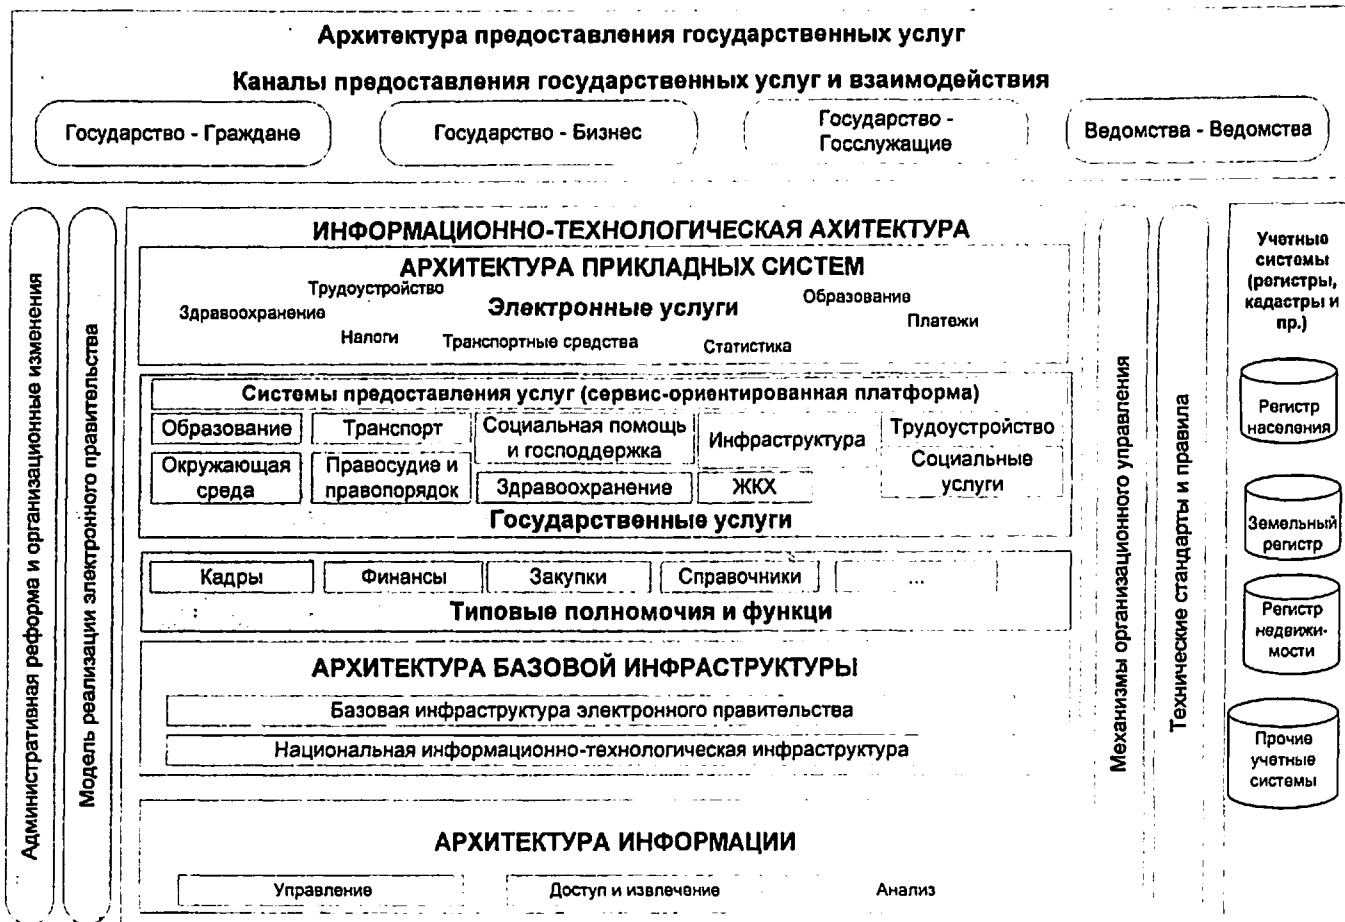 Архитектура предоставления государственных услуг
Каналы предоставления государственных услуг и взаимодействия
Государство - Граждане
Государство - Бизнес
Государство -
Госслужащие
Ведомства - Ведомства
Административная реформа и организационные изменения
Модель реализации электронного правительства
ИНФОРМАЦИОННО-ТЕХНОЛОГИЧЕСКАЯ АХИТЕКТУРА
АРХИТЕКТУРА ПРИКЛАДНЫХ СИСТЕМ
Трудоустройство
Здравоохранение
Электронные услуги
Образование
Платежи
Налоги
Транспортные средства
Статистика
Системы предоставления услуг (сервис-ориентированная платформа)
Образование
Транспорт
Социальная помощь
и господдержка
Инфраструктура
Трудоустройство
Окружающая
среда
Правосудие и
правопорядок
Здравоохранение
ЖКХ
Социальные
услуги
Государственные услуги
Кадры
Финансы
Закупки
Справочники
...
Типовые полномочия и функци
АРХИТЕКТУРА БАЗОВОЙ ИНФРАСТРУКТУРЫ
Базовая инфраструктура электронного правительства
Национальная информационно-технологическая инфраструктура
АРХИТЕКТУРА ИНФОРМАЦИИ
Управление
Доступ и извлечение
Анализ
Механизмы организационного управления
Технические стандарты и правила
Учетные
системы
(регистры,
кадастры и
пр.)
Регистр
населения
Земельный
регистр
Регистр
недвижи-
мости
Прочие
учетные
системы